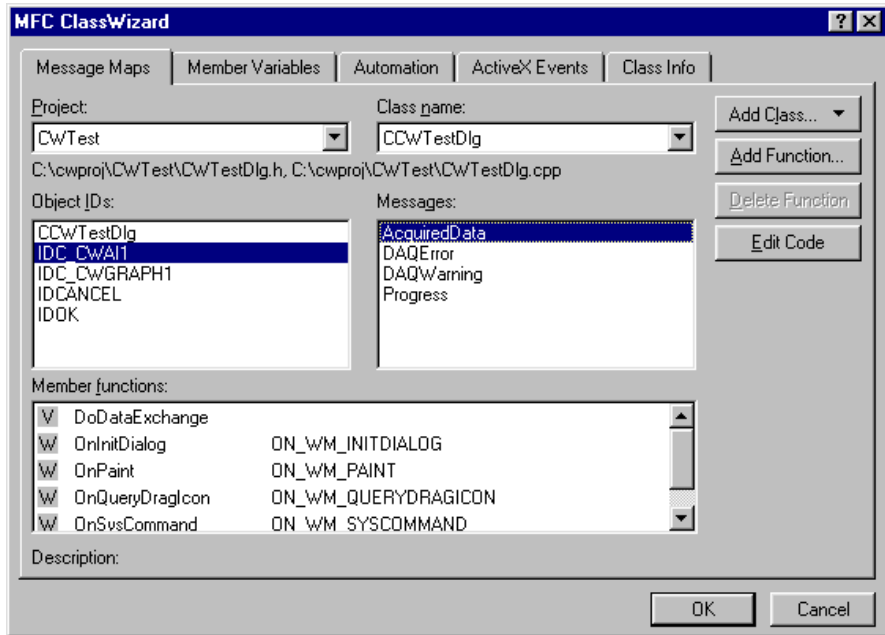 MFC ClassWizard
Message Maps Member Variables Automation ActiveX Events Class Info
Project: Class name:
CWTest CCWTestDlg Add Class...
C:\cwproj\CWTest\CWTestDlg.h, C:\cwproj\CWTest\CWTestDlg.cpp Add Function...
Object IDs: Messages: Delete Function
CCWTestDlg AcquiredData
IDC_CWAI1 DAQError Edit Code
IDC_CWGRAPH1 DAQWarning
IDCANCEL Progress
IDOK
Member functions:
V DoDataExchange
W OnInitDialog ON_WM_INITDIALOG
W OnPaint ON_WM_PAINT
W OnQueryDragIcon ON_WM_QUERYDRAGICON
W OnSysCommand ON_WM_SYSCOMMAND
Description:
OK Cancel